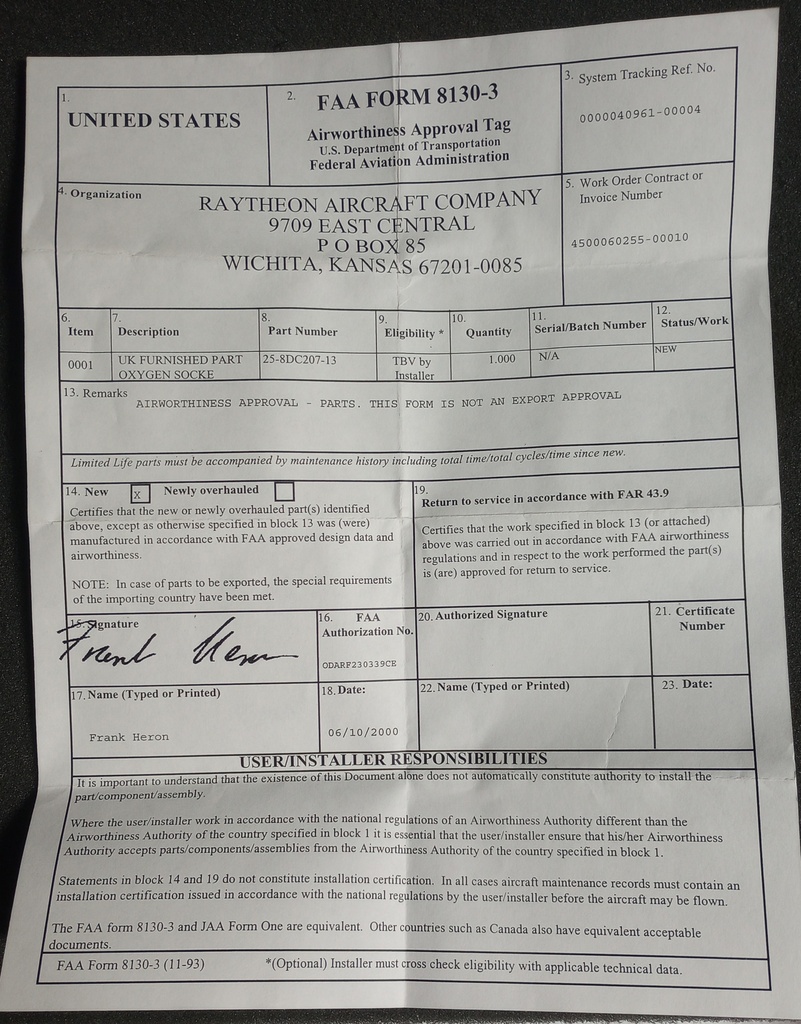 1.
UNITED STATES
2.
FAA FORM 8130-3
Airworthiness Approval Tag
U.S. Department of Transportation
Federal Aviation Administration
3. System Tracking Ref. No.
0000040961-00004
4. Organization
RAYTHEON AIRCRAFT COMPANY
9709 EAST CENTRAL
P O BOX 85
WICHITA, KANSAS 67201-0085
5. Work Order Contract or
Invoice Number
4500060255-00010
6.
Item
7.
Description
8.
Part Number
9.
Eligibility *
10.
Quantity
11.
Serial/Batch Number
12.
Status/Work
0001
UK FURNISHED PART
OXYGEN SOCKE
25-8DC207-13
TBV by
Installer
1.000
N/A
NEW
13. Remarks
AIRWORTHINESS APPROVAL - PARTS. THIS FORM IS NOT AN EXPORT APPROVAL
Limited Life parts must be accompanied by maintenance history including total time/total cycles/time since new.
14. New X Newly overhauled
Certifies that the new or newly overhauled part(s) identified
above, except as otherwise specified in block 13 was (were)
manufactured in accordance with FAA approved design data and
airworthiness.
NOTE: In case of parts to be exported, the special requirements
of the importing country have been met.
19.
Return to service in accordance with FAR 43.9
Certifies that the work specified in block 13 (or attached)
above was carried out in accordance with FAA airworthiness
regulations and in respect to the work performed the part(s)
is (are) approved for return to service.
15. Signature
Frank Heron
16. FAA
Authorization No.
ODARF230339CE
20. Authorized Signature
21. Certificate
Number
17. Name (Typed or Printed)
Frank Heron
18. Date:
06/10/2000
22. Name (Typed or Printed)
23. Date:
USER/INSTALLER RESPONSIBILITIES
It is important to understand that the existence of this Document alone does not automatically constitute authority to install the
part/component/assembly.
Where the user/installer work in accordance with the national regulations of an Airworthiness Authority different than the
Airworthiness Authority of the country specified in block 1 it is essential that the user/installer ensure that his/her Airworthiness
Authority accepts parts/components/assemblies from the Airworthiness Authority of the country specified in block 1.
Statements in block 14 and 19 do not constitute installation certification. In all cases aircraft maintenance records must contain an
installation certification issued in accordance with the national regulations by the user/installer before the aircraft may be flown.
The FAA form 8130-3 and JAA Form One are equivalent. Other countries such as Canada also have equivalent acceptable
documents.
FAA Form 8130-3 (11-93) *(Optional) Installer must cross check eligibility with applicable technical data.